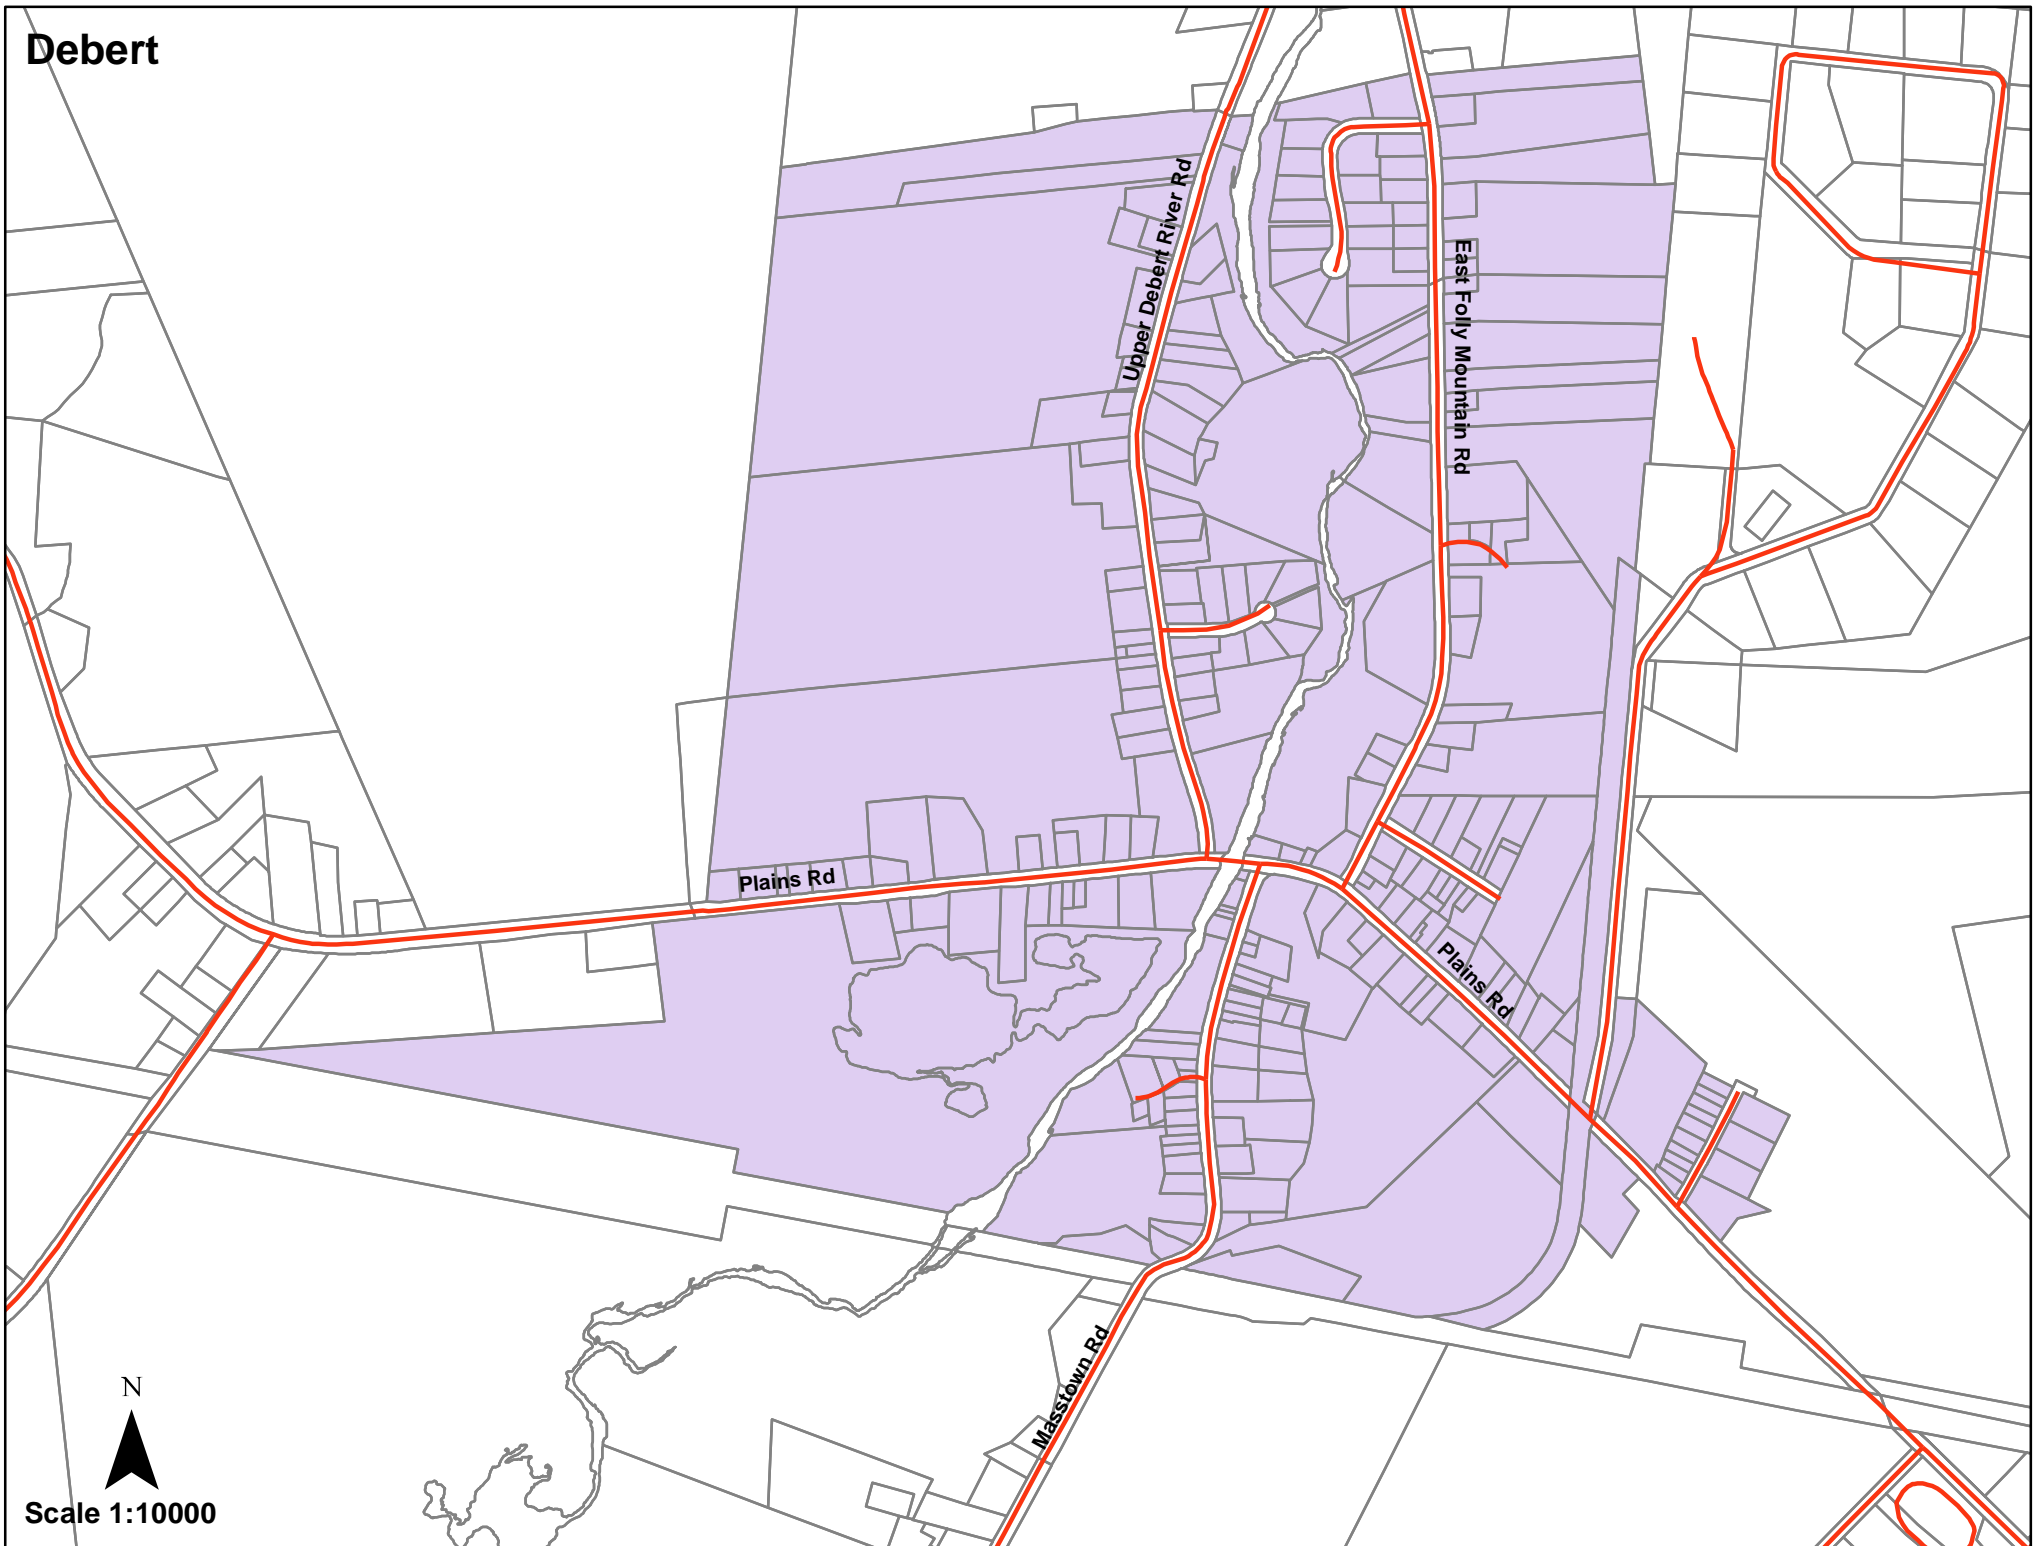 Debert
Upper Debert River Rd
East Folly Mountain Rd
Plains Rd
Plains Rd
Masstown Rd
N
Scale 1:10000